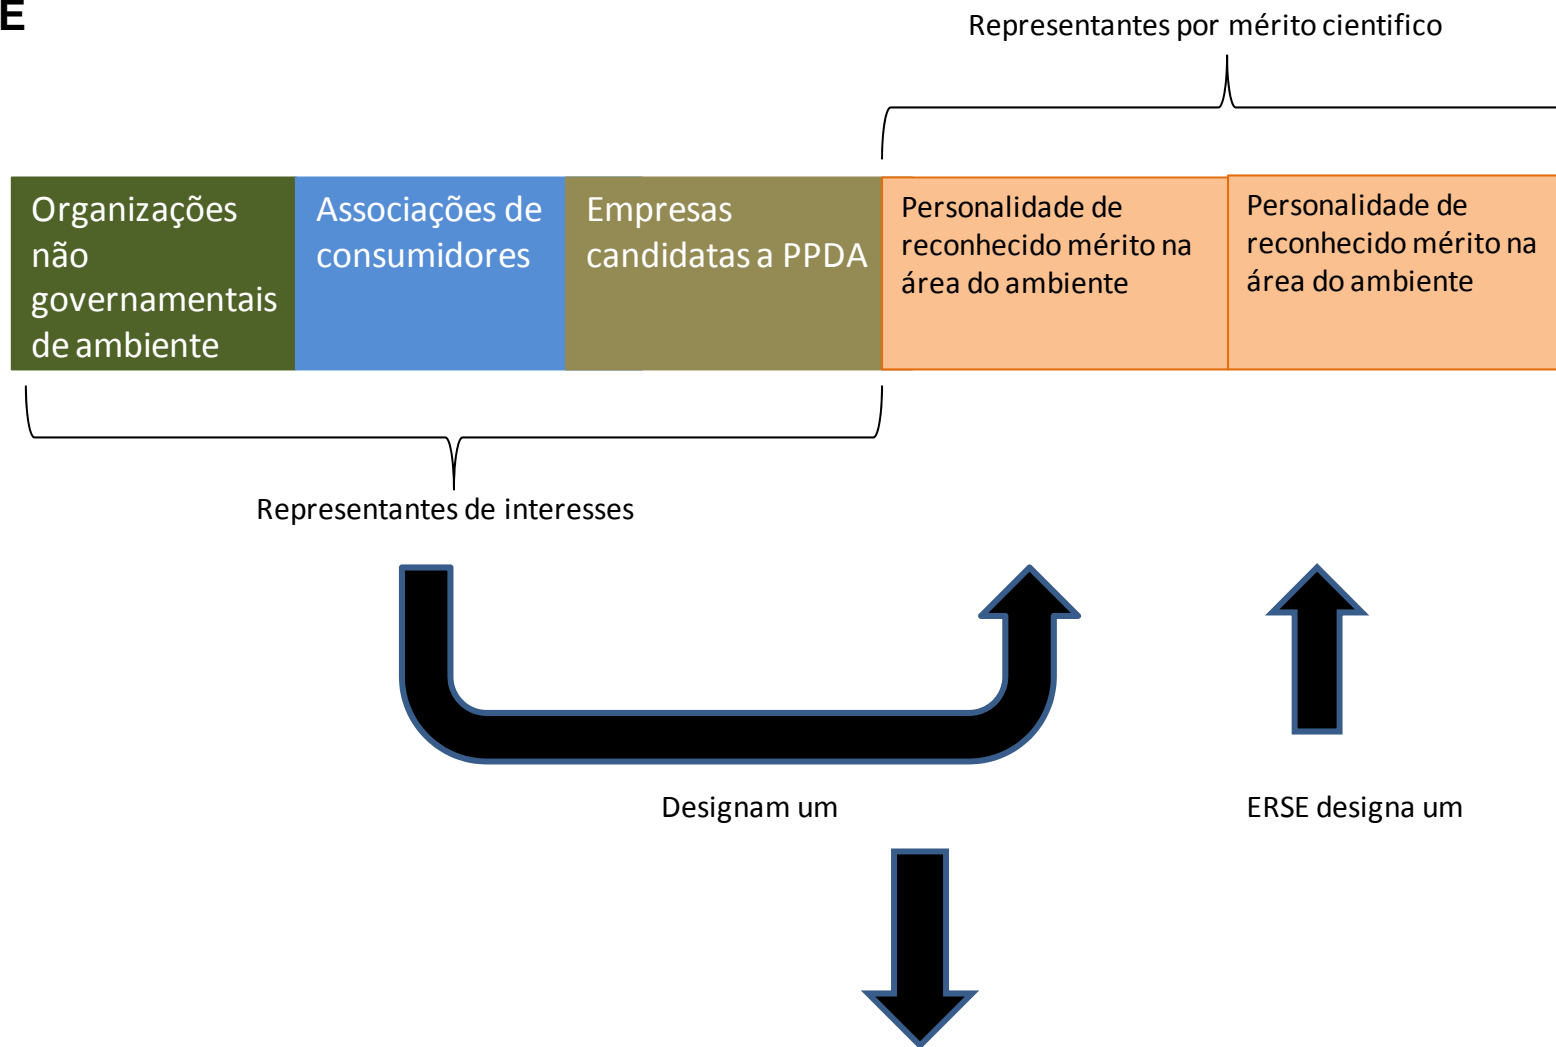 E
Representantes por mérito cientifico
Organizações
não
governamentais
de ambiente
Associações de
consumidores
Empresas
candidatas a PPDA
Personalidade de
reconhecido mérito na
área do ambiente
Personalidade de
reconhecido mérito na
área do ambiente
Representantes de interesses
Designam um
ERSE designa um